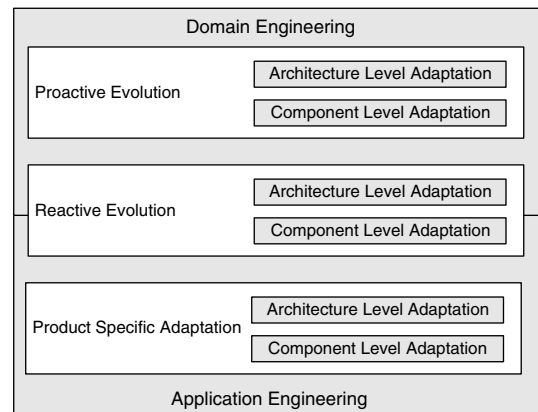 Domain Engineering
Architecture Level Adaptation
Proactive Evolution
Component Level Adaptation
Architecture Level Adaptation
Reactive Evolution
Component Level Adaptation
Architecture Level Adaptation
Product Specific Adaptation
Component Level Adaptation
Application Engineering